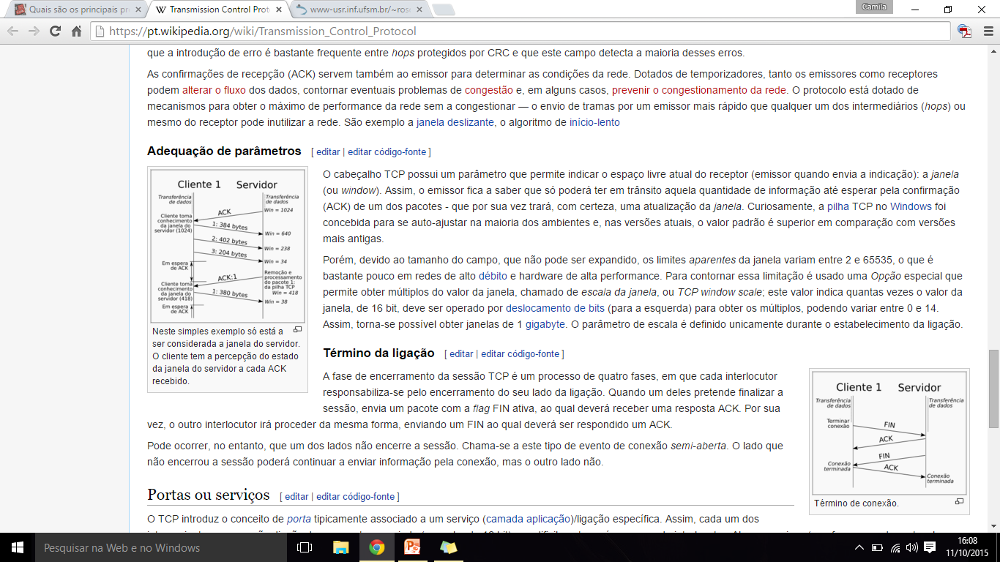 Quais são os principais pr
Transmission Control Prot
www-usr.inf.ufsm.br/~ros
Camila
https://pt.wikipedia.org/wiki/Transmission_Control_Protocol
que a introdução de erro é bastante frequente entre hops protegidos por CRC e que este campo detecta a maioria desses erros.
As confirmações de recepção (ACK) servem também ao emissor para determinar as condições da rede. Dotados de temporizadores, tanto os emissores como receptores
podem alterar o fluxo dos dados, contornar eventuais problemas de congestão e, em alguns casos, prevenir o congestionamento da rede. O protocolo está dotado de
mecanismos para obter o máximo de performance da rede sem a congestionar — o envio de tramas por um emissor mais rápido que qualquer um dos intermediários (hops) ou
mesmo do receptor pode inutilizar a rede. São exemplo a janela deslizante, o algoritmo de início-lento
Adequação de parâmetros [ editar | editar código-fonte ]
Cliente 1 Servidor
Transferência de dados
Transferência de dados
ACK
Win = 1024
Cliente toma conhecimento da janela do servidor (1024)
1: 384 bytes
Win = 640
2: 402 bytes
Win = 238
3: 204 bytes
Win = 34
Em espera de ACK
ACK:1
Remoção e processamento do pacote 1: da pilha TCP
Win = 418
Cliente toma conhecimento da janela do servidor (418)
1: 380 bytes
Win = 38
Em espera de ACK
Neste simples exemplo só está a
ser considerada a janela do servidor.
O cliente tem a percepção do estado
da janela do servidor a cada ACK
recebido.
O cabeçalho TCP possui um parâmetro que permite indicar o espaço livre atual do receptor (emissor quando envia a indicação): a janela
(ou window). Assim, o emissor fica a saber que só poderá ter em trânsito aquela quantidade de informação até esperar pela confirmação
(ACK) de um dos pacotes - que por sua vez trará, com certeza, uma atualização da janela. Curiosamente, a pilha TCP no Windows foi
concebida para se auto-ajustar na maioria dos ambientes e, nas versões atuais, o valor padrão é superior em comparação com versões
mais antigas.
Porém, devido ao tamanho do campo, que não pode ser expandido, os limites aparentes da janela variam entre 2 e 65535, o que é
bastante pouco em redes de alto débito e hardware de alta performance. Para contornar essa limitação é usado uma Opção especial que
permite obter múltiplos do valor da janela, chamado de escala da janela, ou TCP window scale; este valor indica quantas vezes o valor da
janela, de 16 bit, deve ser operado por deslocamento de bits (para a esquerda) para obter os múltiplos, podendo variar entre 0 e 14.
Assim, torna-se possível obter janelas de 1 gigabyte. O parâmetro de escala é definido unicamente durante o estabelecimento da ligação.
Término da ligação [ editar | editar código-fonte ]
A fase de encerramento da sessão TCP é um processo de quatro fases, em que cada interlocutor
responsabiliza-se pelo encerramento do seu lado da ligação. Quando um deles pretende finalizar a
sessão, envia um pacote com a flag FIN ativa, ao qual deverá receber uma resposta ACK. Por sua
vez, o outro interlocutor irá proceder da mesma forma, enviando um FIN ao qual deverá ser respondido um ACK.
Pode ocorrer, no entanto, que um dos lados não encerre a sessão. Chama-se a este tipo de evento de conexão semi-aberta. O lado que
não encerrou a sessão poderá continuar a enviar informação pela conexão, mas o outro lado não.
Cliente 1 Servidor
Transferência de dados
Transferência de dados
Terminar conexão
FIN
ACK
FIN
Conexão terminada
ACK
Conexão terminada
Término de conexão.
Portas ou serviços [ editar | editar código-fonte ]
O TCP introduz o conceito de porta tipicamente associado a um serviço (camada aplicação)/ligação específica. Assim, cada um dos
Pesquisar na Web e no Windows
16:08
11/10/2015